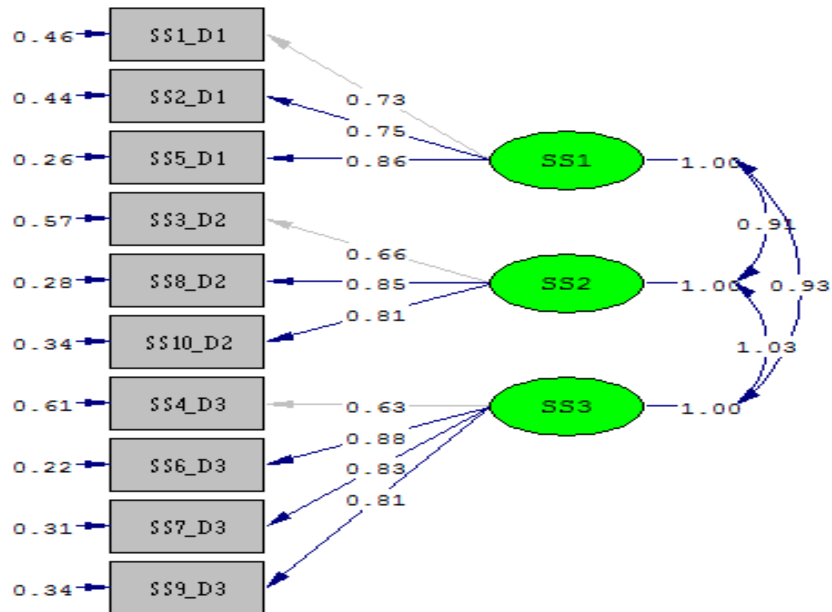 0.46 SS1_D1
0.73
0.44 SS2_D1
0.75
0.26 SS5_D1 0.86 SS1 1.00
0.57 SS3_D2 0.91
0.66
0.28 SS8_D2 0.85 SS2 1.00 0.93
0.81
0.34 SS10_D2 1.03
0.61 SS4_D3 0.63 SS3 1.00
0.88
0.22 SS6_D3 0.83
0.81
0.31 SS7_D3
0.34 SS9_D3